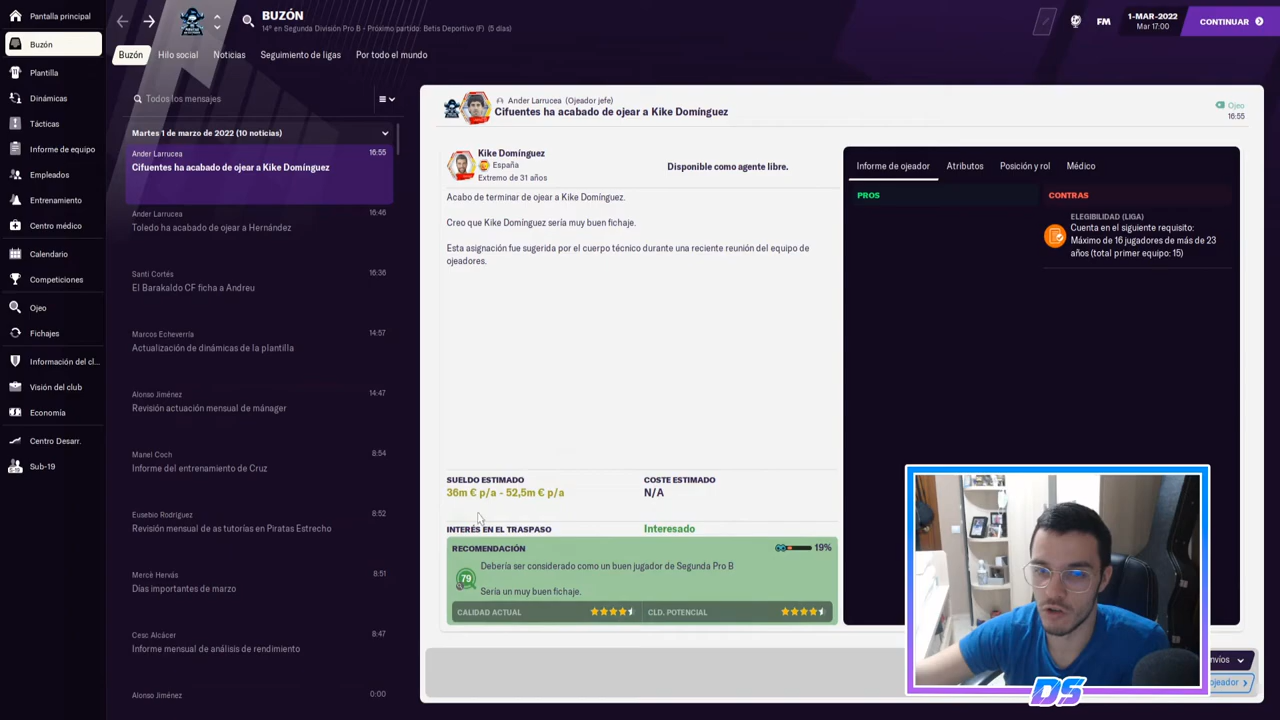 Pantalla principal
Buzón
Plantilla
Dinámicas
Tácticas
Informe de equipo
Empleados
Entrenamiento
Centro médico
Calendario
Competiciones
Ojeo
Fichajes
Información del cl...
Visión del club
Economía
Centro Desarr.
Sub-19
BUZÓN
14º en Segunda División Pro B - Próximo partido: Betis Deportivo (F) (5 días)
FM
1-MAR-2022
Mar 17:00
CONTINUAR
Buzón
Hilo social
Noticias
Seguimiento de ligas
Por todo el mundo
Todos los mensajes
Martes 1 de marzo de 2022 (10 noticias)
Ander Larrucea 16:55
Cifuentes ha acabado de ojear a Kike Domínguez
Ander Larrucea 16:46
Toledo ha acabado de ojear a Hernández
Santi Cortés 16:36
El Barakaldo CF ficha a Andreu
Marcos Echeverría 14:57
Actualización de dinámicas de la plantilla
Alonso Jiménez 14:47
Revisión actuación mensual de mánager
Manel Coch 8:54
Informe del entrenamiento de Cruz
Eusebio Rodríguez 8:52
Revisión mensual de as tutorías en Piratas Estrecho
Mercè Hervás 8:51
Días importantes de marzo
Cesc Alcácer 8:47
Informe mensual de análisis de rendimiento
Alonso Jiménez 0:00
Ander Larrucea (Ojeador jefe)
Cifuentes ha acabado de ojear a Kike Domínguez
Ojeo
16:55
Kike Domínguez
España
Extremo de 31 años
Disponible como agente libre.
Acabo de terminar de ojear a Kike Domínguez.
Creo que Kike Domínguez sería muy buen fichaje.
Esta asignación fue sugerida por el cuerpo técnico durante una reciente reunión del equipo de
ojeadores.
SUELDO ESTIMADO
36m € p/a - 52,5m € p/a
COSTE ESTIMADO
N/A
INTERÉS EN EL TRASPASO
Interesado
RECOMENDACIÓN
19%
79
Debería ser considerado como un buen jugador de Segunda Pro B
Sería un muy buen fichaje.
CALIDAD ACTUAL
CLD. POTENCIAL
Informe de ojeador
Atributos
Posición y rol
Médico
PROS
CONTRAS
ELEGIBILIDAD (LIGA)
Cuenta en el siguiente requisito:
Máximo de 16 jugadores de más de 23
años (total primer equipo: 15)
DS